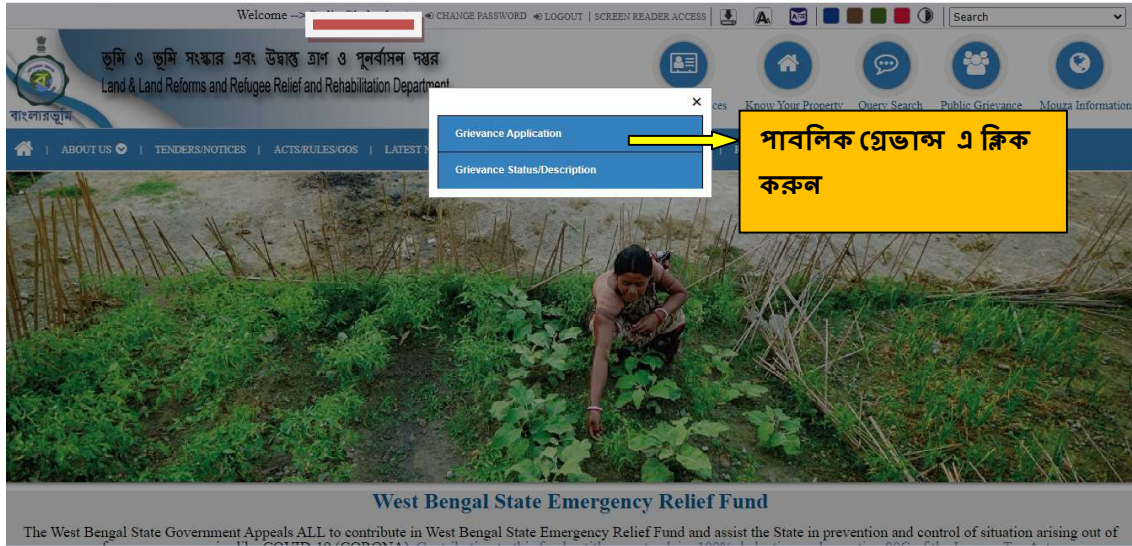 Welcome -->
CHANGE PASSWORD LOGOUT | SCREEN READER ACCESS
A
Search
ভূমি ও ভূমি সংস্কার এবং উদ্বাস্তু ত্রাণ ও পুনর্বাসন দপ্তর
Land & Land Reforms and Refugee Relief and Rehabilitation Department
বাংলারভূমি
Know Your Property Query Search Public Grievance Mouza Information
ABOUT US | TENDERS/NOTICES | ACTS/RULES/GOS |
×
Grievance Application
Grievance Status/Description
পাবলিক গ্রেভান্স এ ক্লিক
করুন
West Bengal State Emergency Relief Fund
The West Bengal State Government Appeals ALL to contribute in West Bengal State Emergency Relief Fund and assist the State in prevention and control of situation arising out of